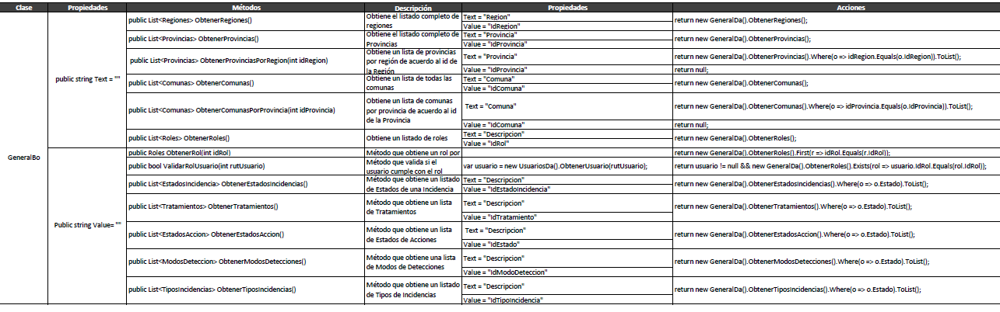 Clase Propiedades Métodos Descripción Propiedades Acciones
GeneralBo
public string Text = ""
public List<Regiones> ObtenerRegiones()
Obtiene el listado completo de
regiones
Text = "Region"
Value = "IdRegion"
return new GeneralDa().ObtenerRegiones();
public List<Provincias> ObtenerProvincias()
Obtiene el listado completo de
Provincias
Text = "Provincia"
Value = "IdProvincia"
return new GeneralDa().ObtenerProvincias();
public List<Provincias> ObtenerProvinciasPorRegion(int idRegion)
Obtiene un lista de provincias
por región de acuerdo al id de
la Región
Text = "Provincia"
Value = "IdProvincia"
return new GeneralDa().ObtenerProvincias().Where(o => idRegion.Equals(o.IdRegion)).ToList();
return null;
public List<Comunas> ObtenerComunas()
Obtiene un lista de todas las
comunas
Text = "Comuna"
Value = "IdComuna"
return new GeneralDa().ObtenerComunas();
public List<Comunas> ObtenerComunasPorProvincia(int idProvincia)
Obtiene un lista de comunas
por provincia de acuerdo al id
de la Provincia
Text = "Comuna"
Value = "IdComuna"
return new GeneralDa().ObtenerComunas().Where(o => idProvincia.Equals(o.IdProvincia)).ToList();
return null;
public List<Roles> ObtenerRoles()
Obtiene un listado de roles
Text = "Descripcion"
Value = "IdRol"
return new GeneralDa().ObtenerRoles();
Public string Value= ""
public Roles ObtenerRol(int idRol)
Método que obtiene un rol por
return new GeneralDa().ObtenerRoles().First(r => idRol.Equals(r.IdRol));
public bool ValidarRolUsuario(int rutUsuario)
Método que valida si el
usuario cumple con el rol
var usuario = new UsuariosDa().ObtenerUsuario(rutUsuario);
return usuario != null && new GeneralDa().ObtenerRoles().Exists(rol => usuario.IdRol.Equals(rol.IdRol));
public List<EstadosIncidencia> ObtenerEstadosIncidencias()
Método que obtiene un listado
de Estados de una Incidencia
Text = "Descripcion"
Value = "IdEstadoIncidencia"
return new GeneralDa().ObtenerEstadosIncidencias().Where(o => o.Estado).ToList();
public List<Tratamientos> ObtenerTratamientos()
Método que obtiene un lista
de Tratamientos
Text = "Descripcion"
Value = "IdTratamiento"
return new GeneralDa().ObtenerTratamientos().Where(o => o.Estado).ToList();
public List<EstadosAccion> ObtenerEstadosAccion()
Método que obtiene un lista
de Estados de Acciones
Text = "Descripcion"
Value = "IdEstado"
return new GeneralDa().ObtenerEstadosAccion().Where(o => o.Estado).ToList();
public List<ModosDeteccion> ObtenerModosDetecciones()
Método que obtiene una lista
de Modos de Detecciones
Text = "Descripcion"
Value = "IdModoDeteccion"
return new GeneralDa().ObtenerModosDetecciones().Where(o => o.Estado).ToList();
public List<TiposIncidencias> ObtenerTiposIncidencias()
Método que obtiene un listado
de Tipos de Incidencias
Text = "Descripcion"
Value = "IdTipoIncidencia"
return new GeneralDa().ObtenerTiposIncidencias().Where(o => o.Estado).ToList();